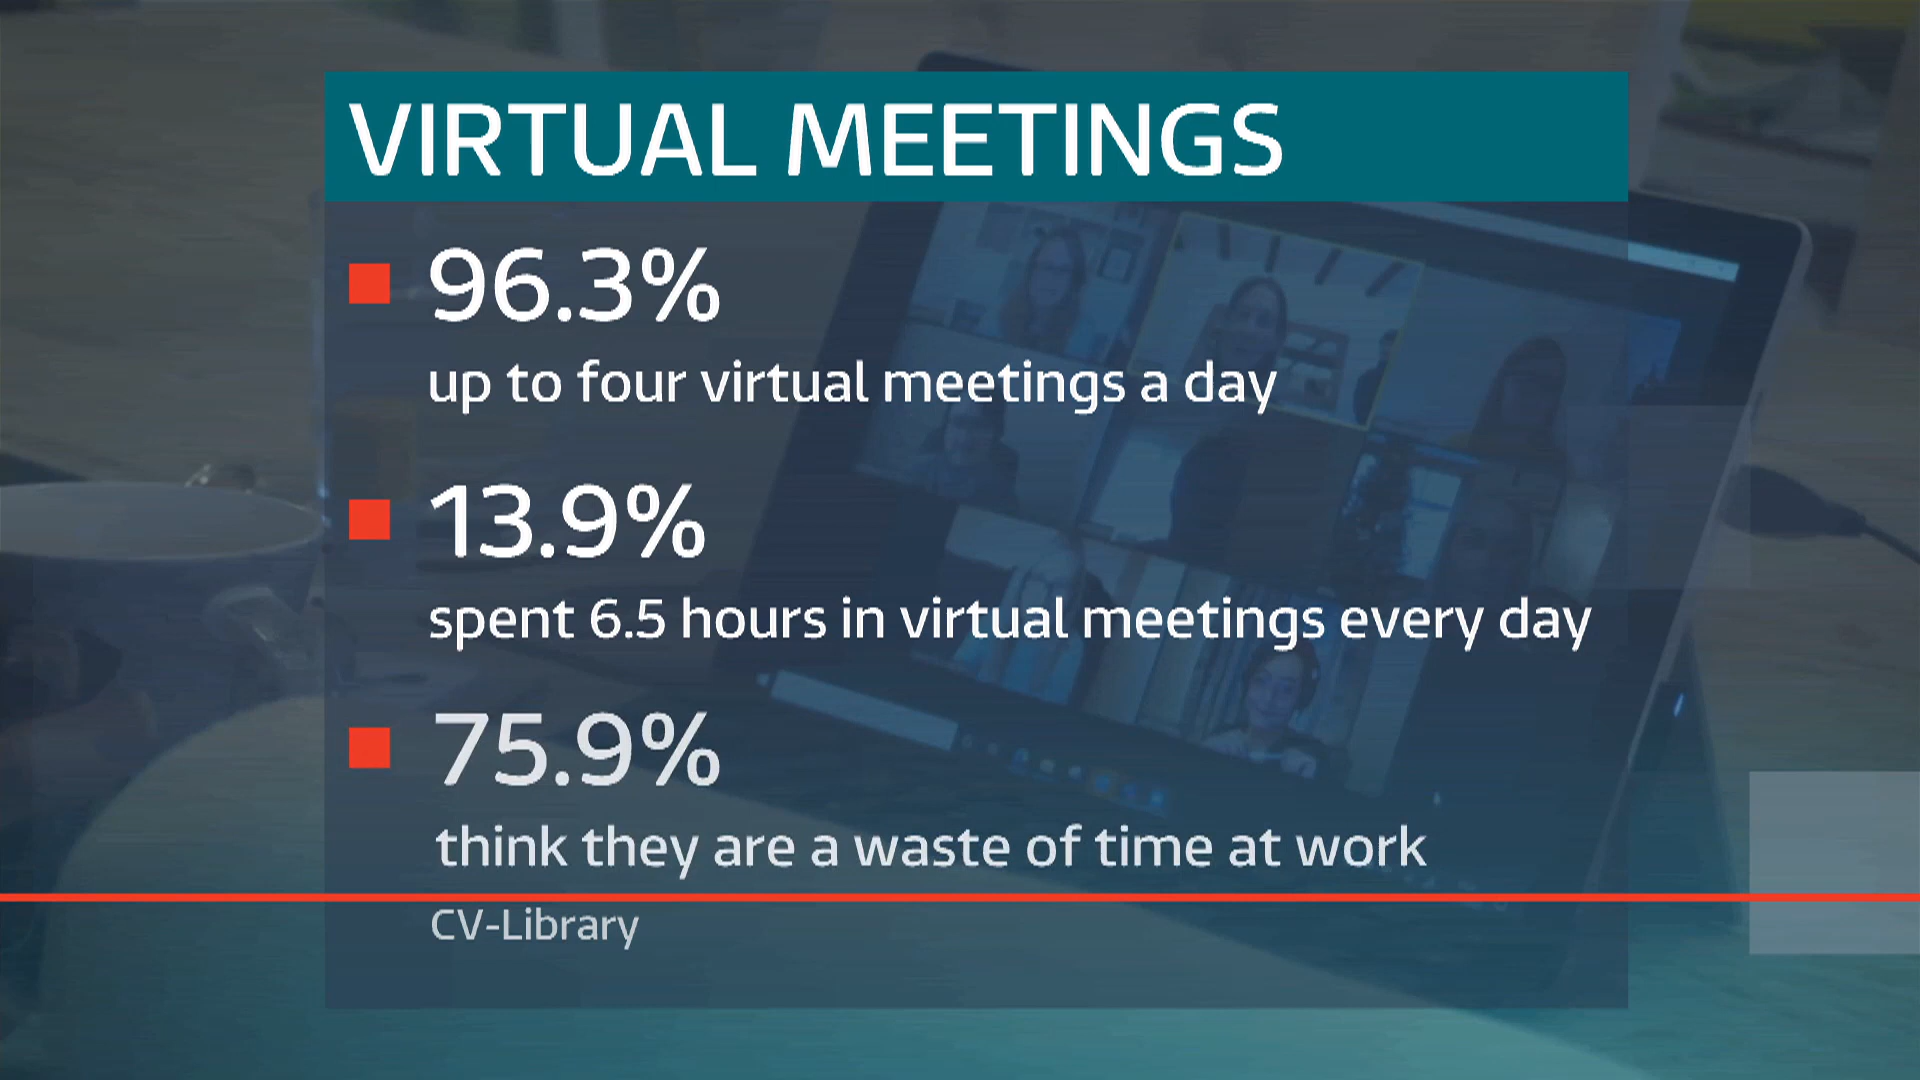 VIRTUAL MEETINGS
96.3%
up to four virtual meetings a day
13.9%
spent 6.5 hours in virtual meetings every day
75.9%
think they are a waste of time at work
CV-Library